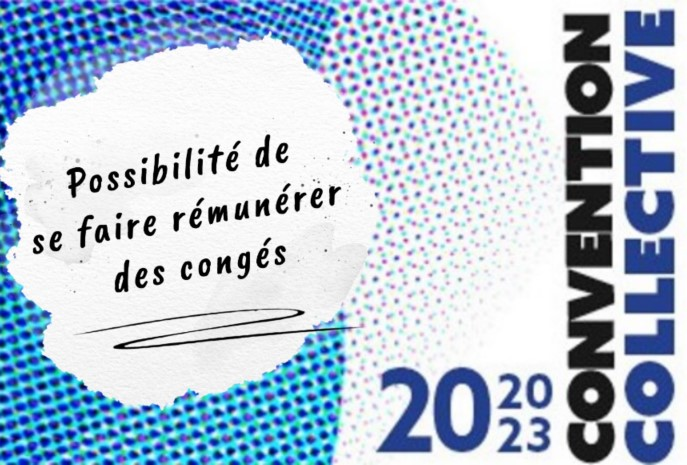 Possibilité de
se faire rémunérer
des congés
20 20
23
CONVENTION
COLLECTIVE